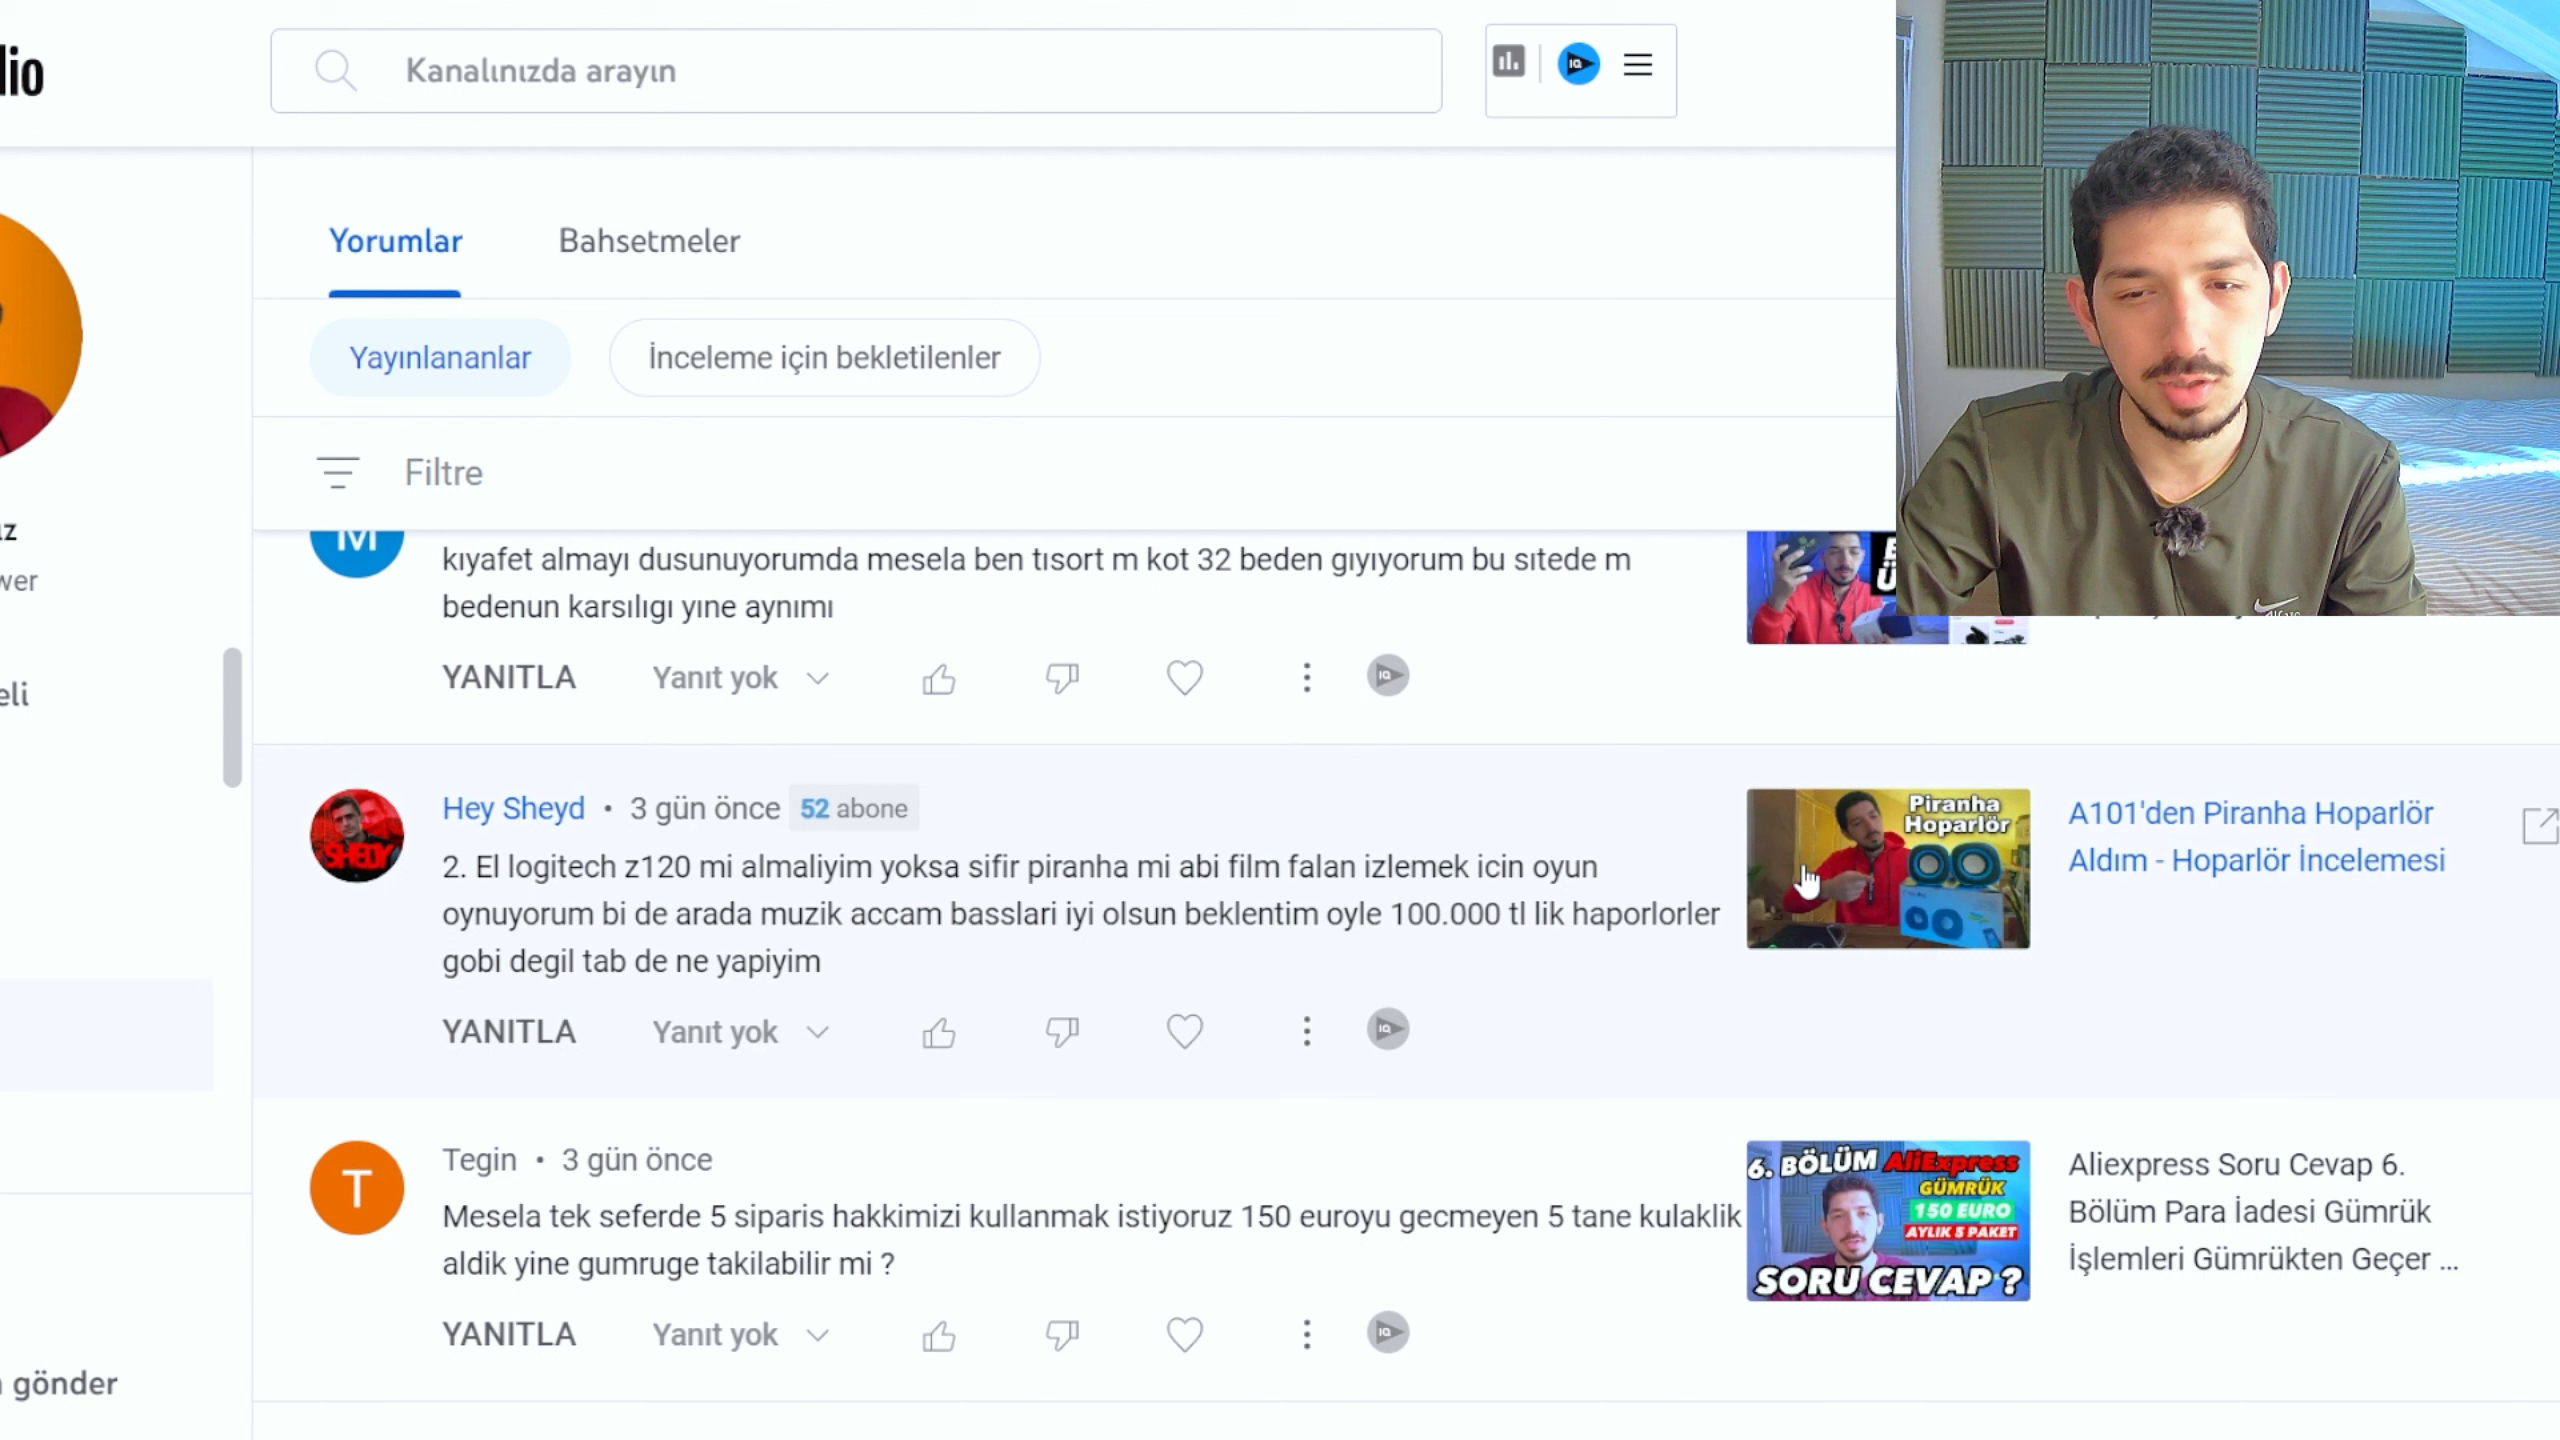 dio
Kanalınızda arayın
Yorumlar
Bahsetmeler
Yayınlananlar
İnceleme için bekletilenler
Filtre
M
kıyafet almayı dusunuyorumda mesela ben tısort m kot 32 beden gıyıyorum bu sıtede m
bedenun karsılıgı yıne aynımı
YANITLA
Yanıt yok
Hey Sheyd • 3 gün önce 52 abone
2. El logitech z120 mi almaliyim yoksa sifir piranha mi abi film falan izlemek icin oyun
oynuyorum bi de arada muzik accam basslari iyi olsun beklentim oyle 100.000 tl lik haporlorler
gobi degil tab de ne yapiyim
SHEDY
YANITLA
Yanıt yok
Piranha
Hoparlör
A101'den Piranha Hoparlör
Aldım - Hoparlör İncelemesi
T
Tegin • 3 gün önce
Mesela tek seferde 5 siparis hakkimizi kullanmak istiyoruz 150 euroyu gecmeyen 5 tane kulaklik
aldik yine gumruge takilabilir mi ?
YANITLA
Yanıt yok
6. BÖLÜM AliExpress
GÜMRÜK
150 EURO
AYLIK 5 PAKET
SORU CEVAP ?
Aliexpress Soru Cevap 6.
Bölüm Para İadesi Gümrük
İşlemleri Gümrükten Geçer ...
ız
wer
eli
gönder